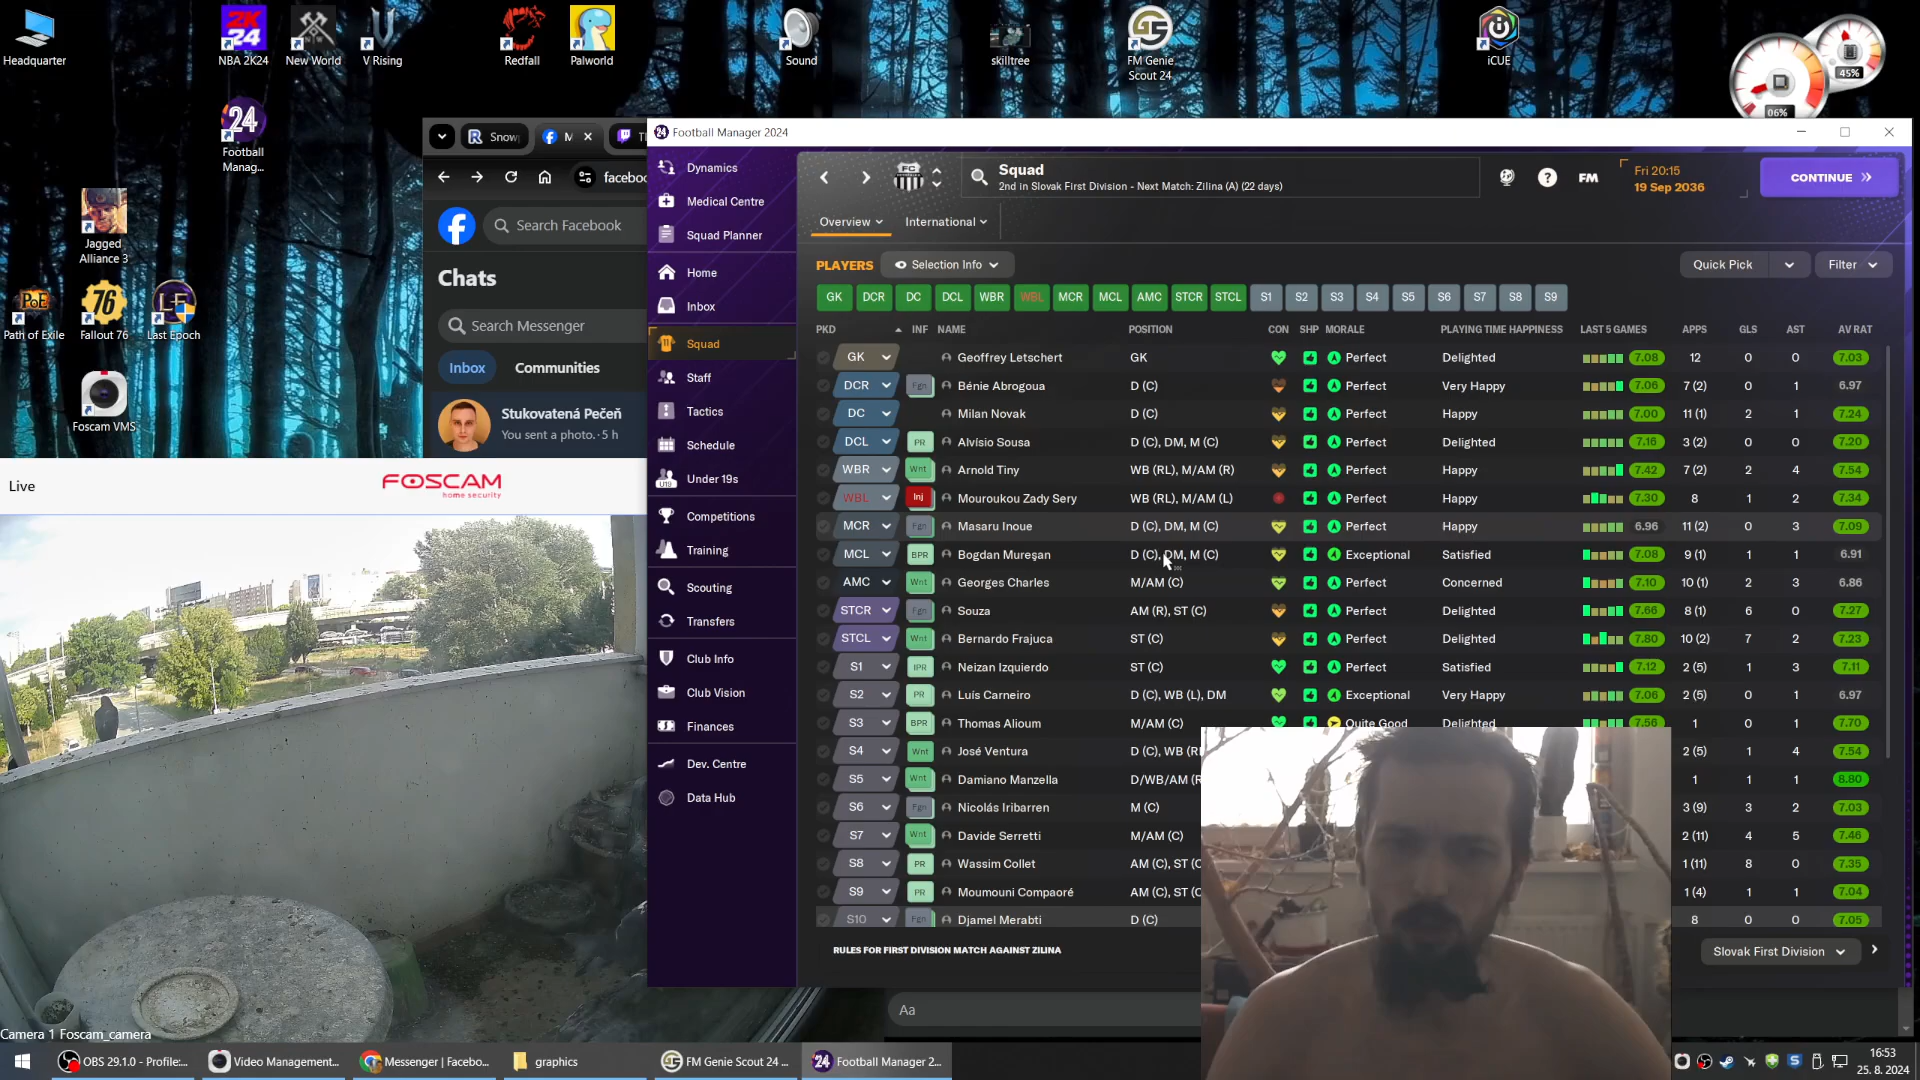 Headquarter
NBA 2K24
New World
V Rising
Redfall
Palworld
Sound
skilltree
FM Genie
Scout 24
iCUE
45%
06%
Football
Manag...
Jagged
Alliance 3
Path of Exile
Fallout 76
Last Epoch
Foscam VMS
Snow
M
Search Facebook
Chats
Search Messenger
Inbox
Communities
Stukovatená Pečeň
You sent a photo. · 5 h
Live
FOSCAM
home security
Camera 1 Foscam_camera
Football Manager 2024
Dynamics
Medical Centre
Squad Planner
Home
Inbox
Squad
Staff
Tactics
Schedule
Under 19s
Competitions
Training
Scouting
Transfers
Club Info
Club Vision
Finances
Dev. Centre
Data Hub
Squad
2nd in Slovak First Division - Next Match: Zilina (A) (22 days)
FM
Fri 20:15
19 Sep 2036
CONTINUE
Overview
International
PLAYERS
Selection Info
Quick Pick
Filter
GK DCR DC DCL WBR WBL MCR MCL AMC STCR STCL S1 S2 S3 S4 S5 S6 S7 S8 S9
PKD INF NAME POSITION CON SHP MORALE PLAYING TIME HAPPINESS LAST 5 GAMES APPS GLS AST AV RAT
GK Geoffrey Letschert GK Perfect Delighted 7.08 12 0 0 7.03
DCR Fgn Bénie Abrogoua D (C) Perfect Very Happy 7.06 7 (2) 0 1 6.97
DC Milan Novak D (C) Perfect Happy 7.00 11 (1) 2 1 7.24
DCL PR Alvísio Sousa D (C), DM, M (C) Perfect Delighted 7.16 3 (2) 0 0 7.20
WBR Wnt Arnold Tiny WB (RL), M/AM (R) Perfect Happy 7.42 7 (2) 2 4 7.54
WBL Inj Mouroukou Zady Sery WB (RL), M/AM (L) Perfect Happy 7.30 8 1 2 7.34
MCR Fgn Masaru Inoue D (C), DM, M (C) Perfect Happy 6.96 11 (2) 0 3 7.09
MCL BPR Bogdan Mureşan D (C), DM, M (C) Exceptional Satisfied 7.08 9 (1) 1 1 6.91
AMC Wnt Georges Charles M/AM (C) Perfect Concerned 7.10 10 (1) 2 3 6.86
STCR Fgn Souza AM (R), ST (C) Perfect Delighted 7.66 8 (1) 6 0 7.27
STCL Wnt Bernardo Frajuca ST (C) Perfect Delighted 7.80 10 (2) 7 2 7.23
S1 IPR Neizan Izquierdo ST (C) Perfect Satisfied 7.12 2 (5) 1 3 7.11
S2 PR Luís Carneiro D (C), WB (L), DM Exceptional Very Happy 7.06 2 (5) 0 1 6.97
S3 BPR Thomas Alioum M/AM (C) Quite Good Delighted 7.56 1 0 1 7.70
S4 Wnt José Ventura D (C), WB (R 2 (5) 1 4 7.54
S5 Wnt Damiano Manzella D/WB/AM (R 1 1 1 8.80
S6 Fgn Nicolás Iribarren M (C) 3 (9) 3 2 7.03
S7 Wnt Davide Serretti M/AM (C) 2 (11) 4 5 7.46
S8 PR Wassim Collet AM (C), ST (C 1 (11) 8 0 7.35
S9 PR Moumouni Compaoré AM (C), ST (C 1 (4) 1 1 7.04
S10 Fgn Djamel Merabti D (C) 8 0 0 7.05
RULES FOR FIRST DIVISION MATCH AGAINST ZILINA
Slovak First Division
Aa
OBS 29.1.0 - Profile:...
Video Management...
Messenger | Facebo...
graphics
FM Genie Scout 24 ...
Football Manager 2...
16:53
25. 8. 2024